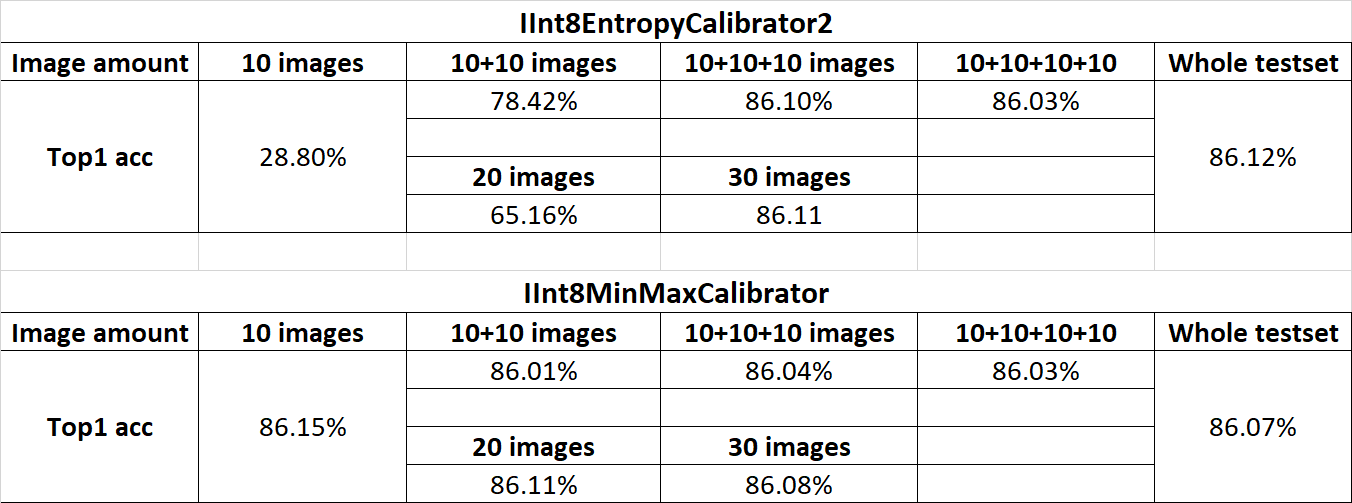 IInt8EntropyCalibrator2
Image amount 10 images 10+10 images 10+10+10 images 10+10+10+10 Whole testset
78.42% 86.10% 86.03%
Top1 acc 28.80% 86.12%
20 images 30 images
65.16% 86.11
IInt8MinMaxCalibrator
Image amount 10 images 10+10 images 10+10+10 images 10+10+10+10 Whole testset
86.01% 86.04% 86.03%
Top1 acc 86.15% 86.07%
20 images 30 images
86.11% 86.08%